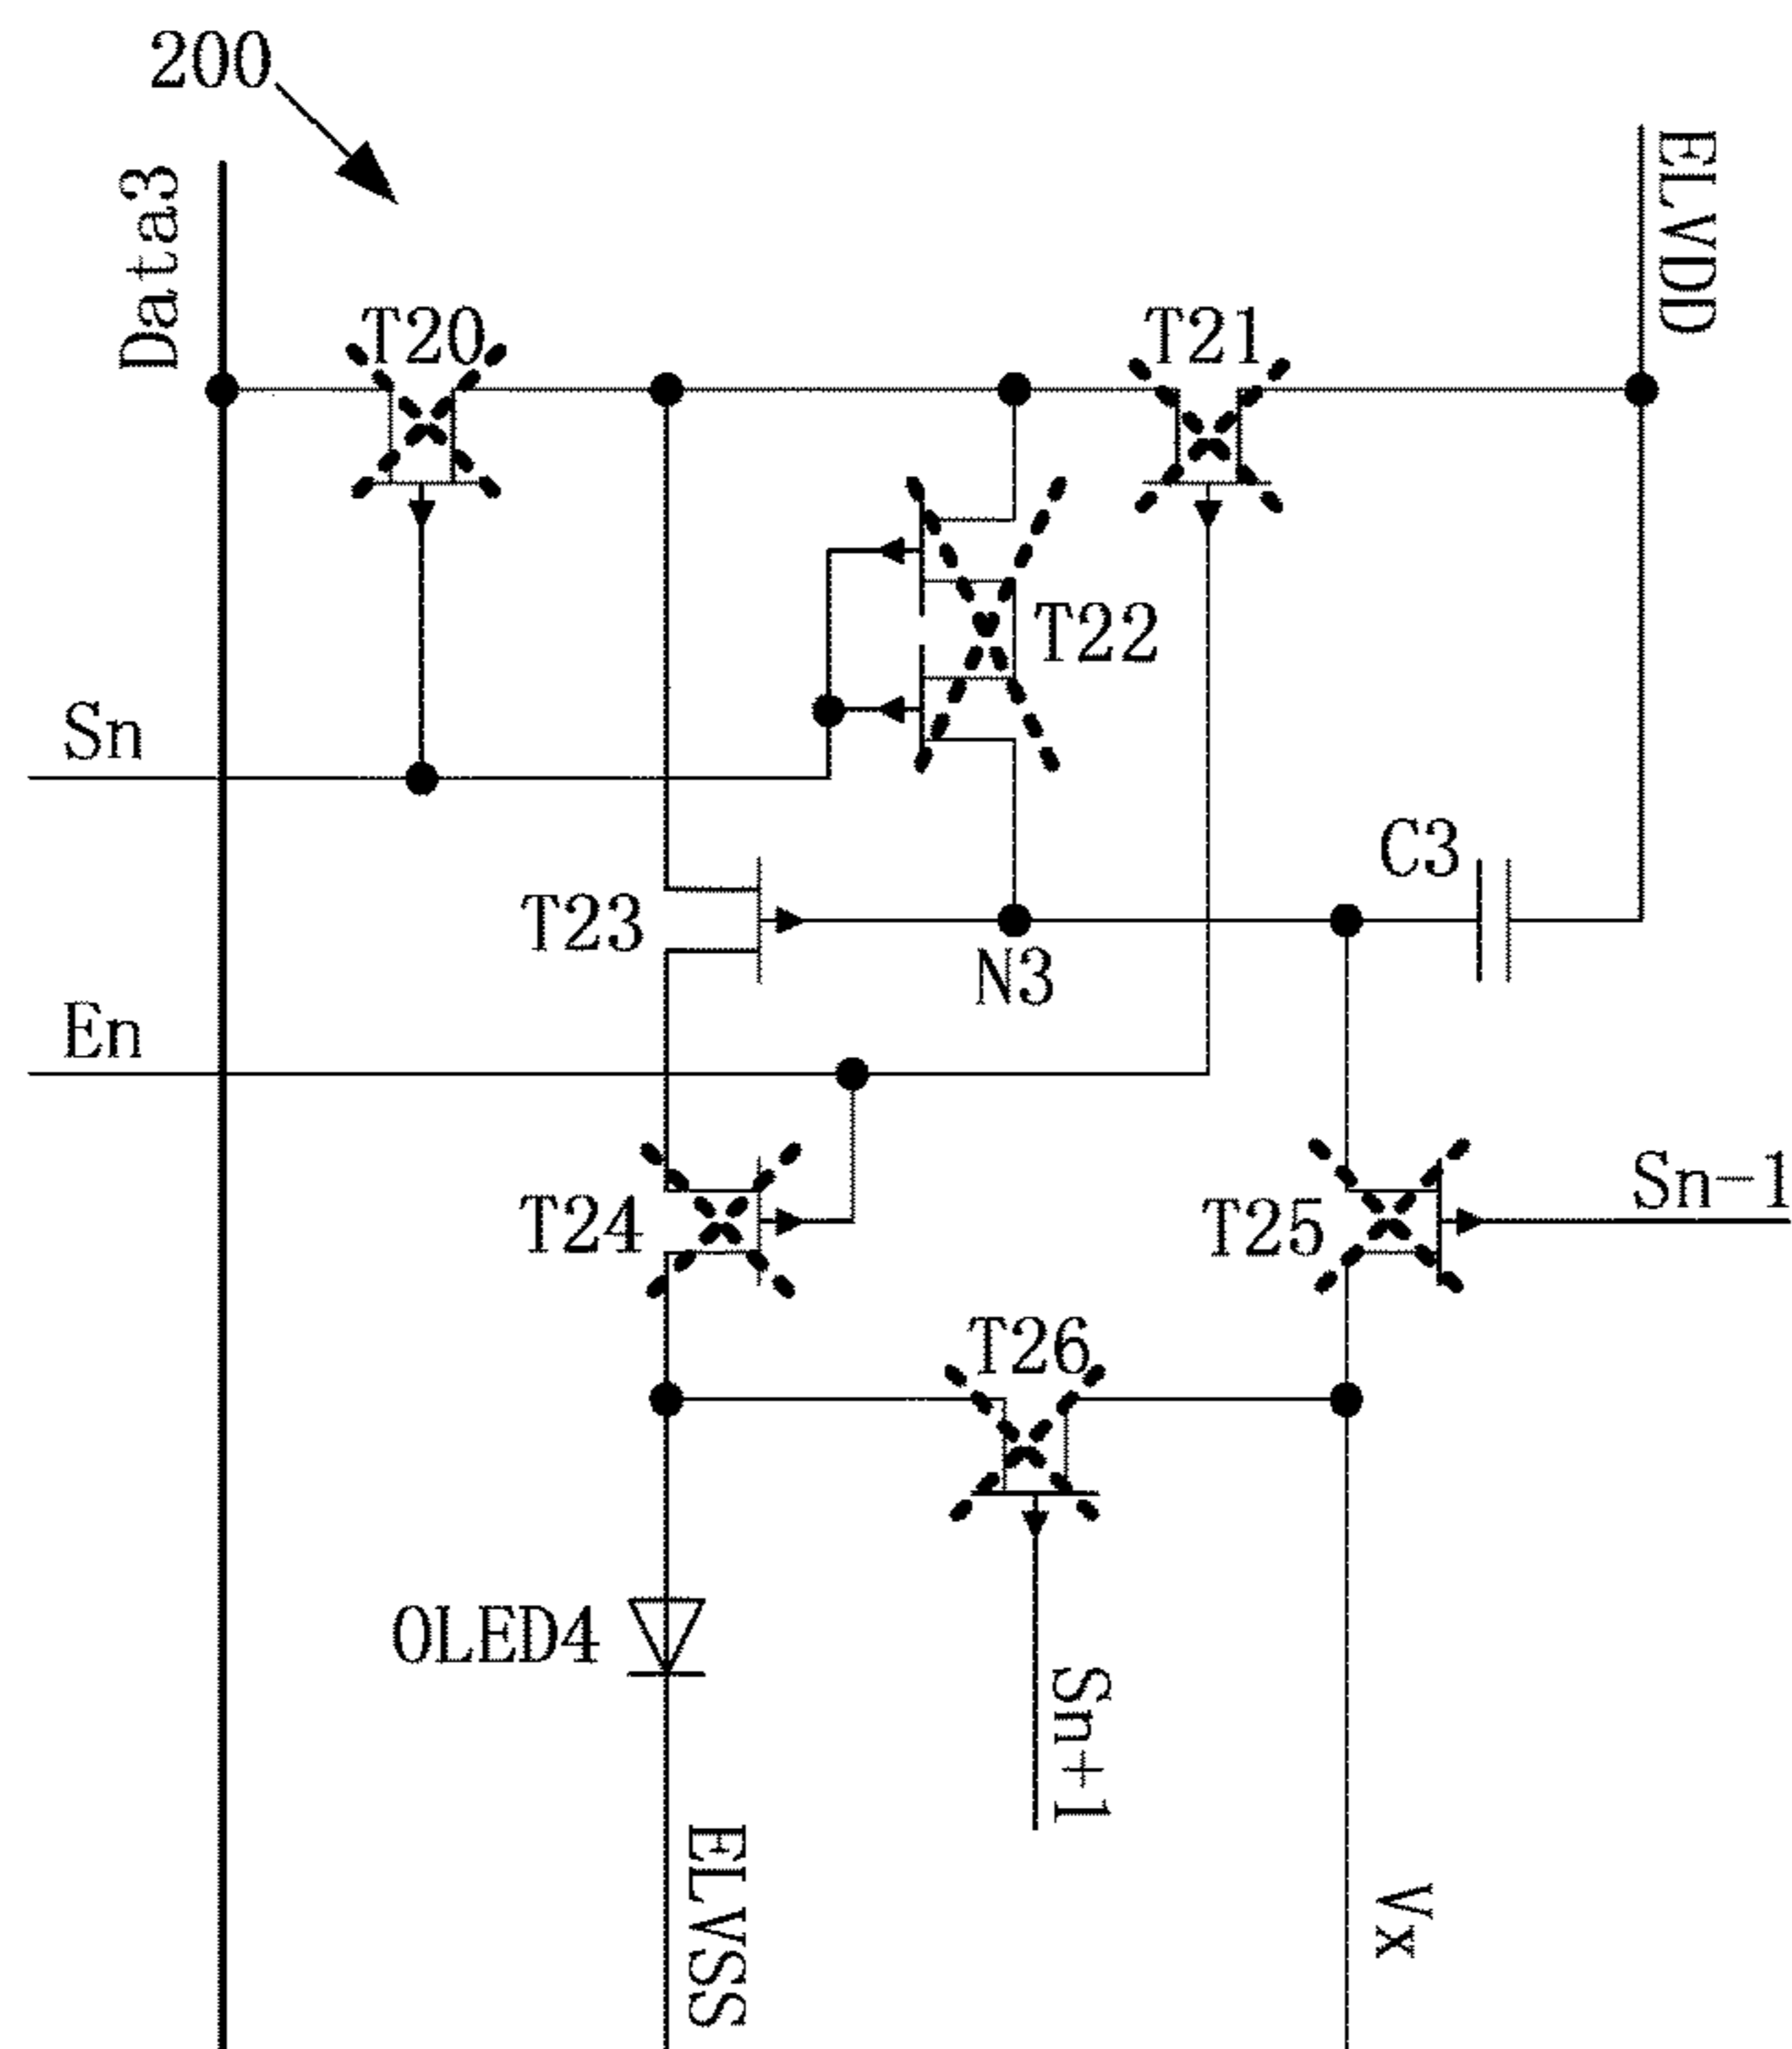 200
Data3
ELVDD
T20
T21
T22
Sn
C3
T23
N3
En
T24
T25
Sn-1
T26
OLED4
Sn+1
ELVSS
Vx